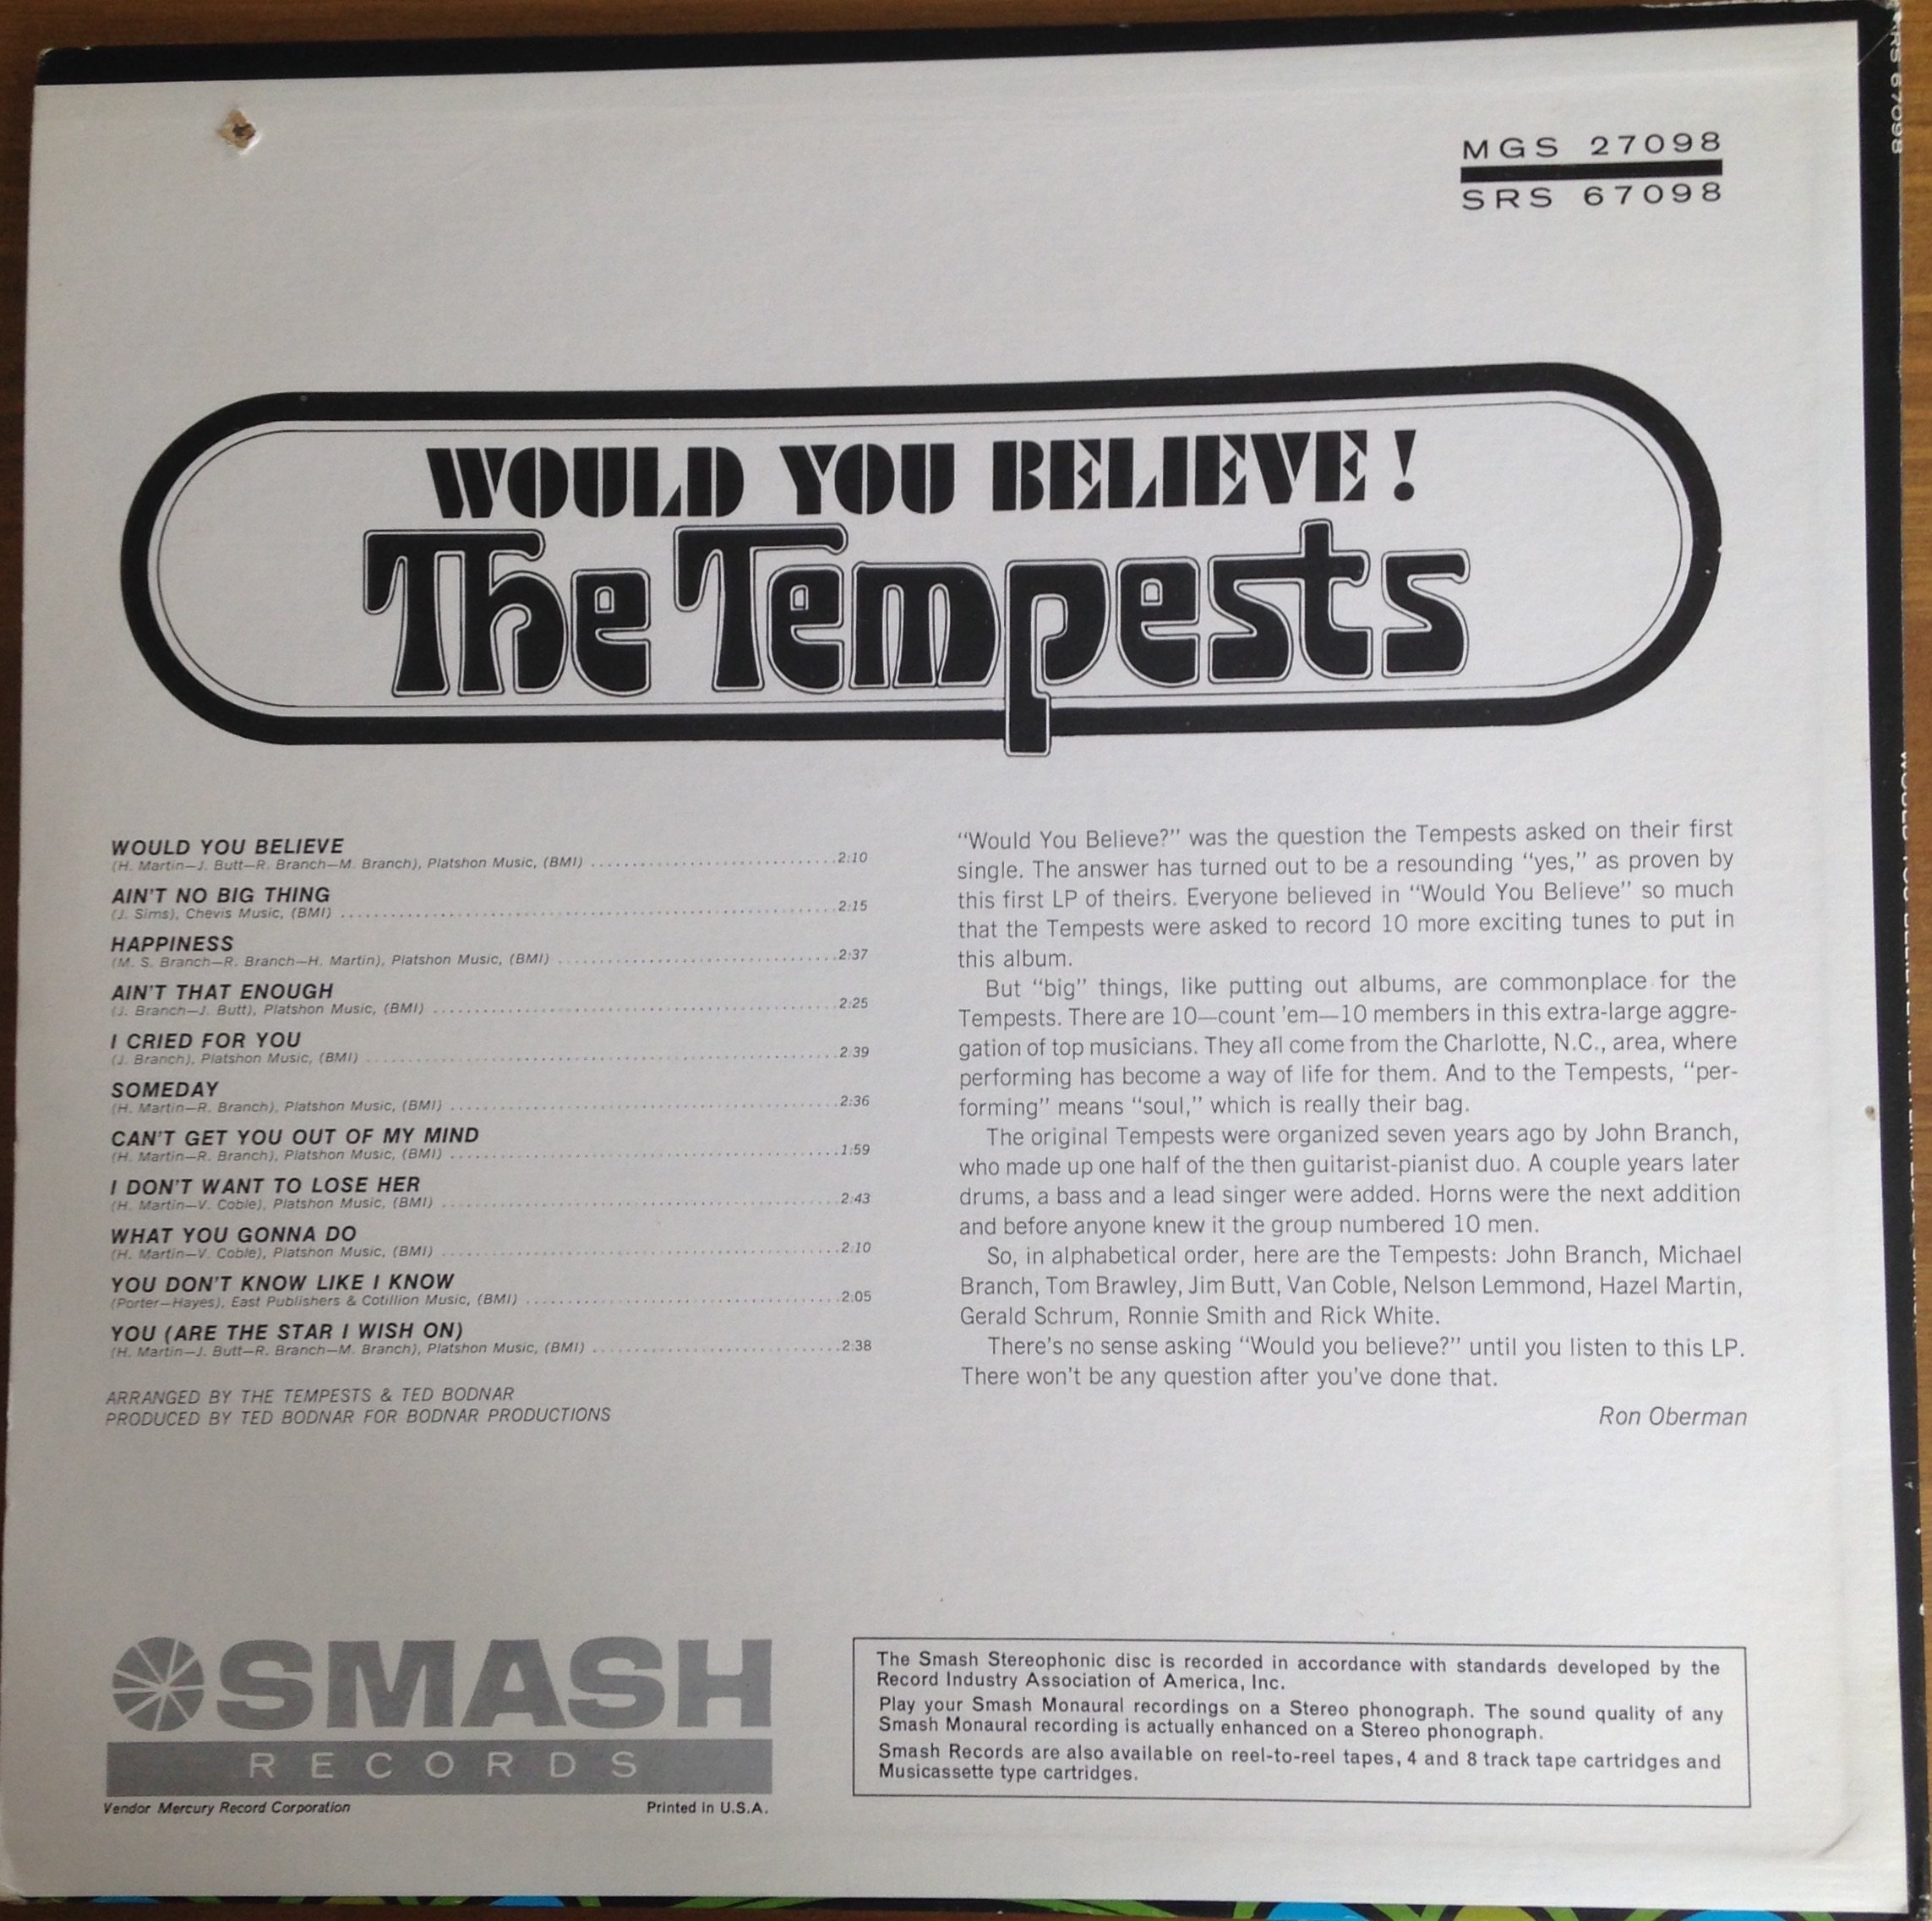 MGS 27098
SRS 67098
SRS 67098
WOULD YOU BELIEVE !
The Tempests
WOULD YOU BELIEVE
(H. Martin—J. Butt—R. Branch—M. Branch), Platshon Music, (BMI) 2:10
AIN'T NO BIG THING
(J. Sims), Chevis Music, (BMI) 2:15
HAPPINESS
(M. S. Branch—R. Branch—H. Martin), Platshon Music, (BMI) 2:37
AIN'T THAT ENOUGH
(J. Branch—J. Butt), Platshon Music, (BMI) 2:25
I CRIED FOR YOU
(J. Branch), Platshon Music, (BMI) 2:39
SOMEDAY
(H. Martin—R. Branch), Platshon Music, (BMI) 2:36
CAN'T GET YOU OUT OF MY MIND
(H. Martin—R. Branch), Platshon Music, (BMI) 1:59
I DON'T WANT TO LOSE HER
(H. Martin—V. Coble), Platshon Music, (BMI) 2:43
WHAT YOU GONNA DO
(H. Martin—V. Coble), Platshon Music, (BMI) 2:10
YOU DON'T KNOW LIKE I KNOW
(Porter—Hayes), East Publishers & Cotillion Music, (BMI) 2:05
YOU (ARE THE STAR I WISH ON)
(H. Martin—J. Butt—R. Branch—M. Branch), Platshon Music, (BMI) 2:38
ARRANGED BY THE TEMPESTS & TED BODNAR
PRODUCED BY TED BODNAR FOR BODNAR PRODUCTIONS
"Would You Believe?" was the question the Tempests asked on their first
single. The answer has turned out to be a resounding "yes," as proven by
this first LP of theirs. Everyone believed in "Would You Believe" so much
that the Tempests were asked to record 10 more exciting tunes to put in
this album.
But "big" things, like putting out albums, are commonplace for the
Tempests. There are 10—count 'em—10 members in this extra-large aggre-
gation of top musicians. They all come from the Charlotte, N.C., area, where
performing has become a way of life for them. And to the Tempests, "per-
forming" means "soul," which is really their bag.
The original Tempests were organized seven years ago by John Branch,
who made up one half of the then guitarist-pianist duo. A couple years later
drums, a bass and a lead singer were added. Horns were the next addition
and before anyone knew it the group numbered 10 men.
So, in alphabetical order, here are the Tempests: John Branch, Michael
Branch, Tom Brawley, Jim Butt, Van Coble, Nelson Lemmond, Hazel Martin,
Gerald Schrum, Ronnie Smith and Rick White.
There's no sense asking "Would you believe?" until you listen to this LP.
There won't be any question after you've done that.
Ron Oberman
SMASH
RECORDS
Vendor Mercury Record Corporation
Printed in U.S.A.
The Smash Stereophonic disc is recorded in accordance with standards developed by the
Record Industry Association of America, Inc.
Play your Smash Monaural recordings on a Stereo phonograph. The sound quality of any
Smash Monaural recording is actually enhanced on a Stereo phonograph.
Smash Records are also available on reel-to-reel tapes, 4 and 8 track tape cartridges and
Musicassette type cartridges.